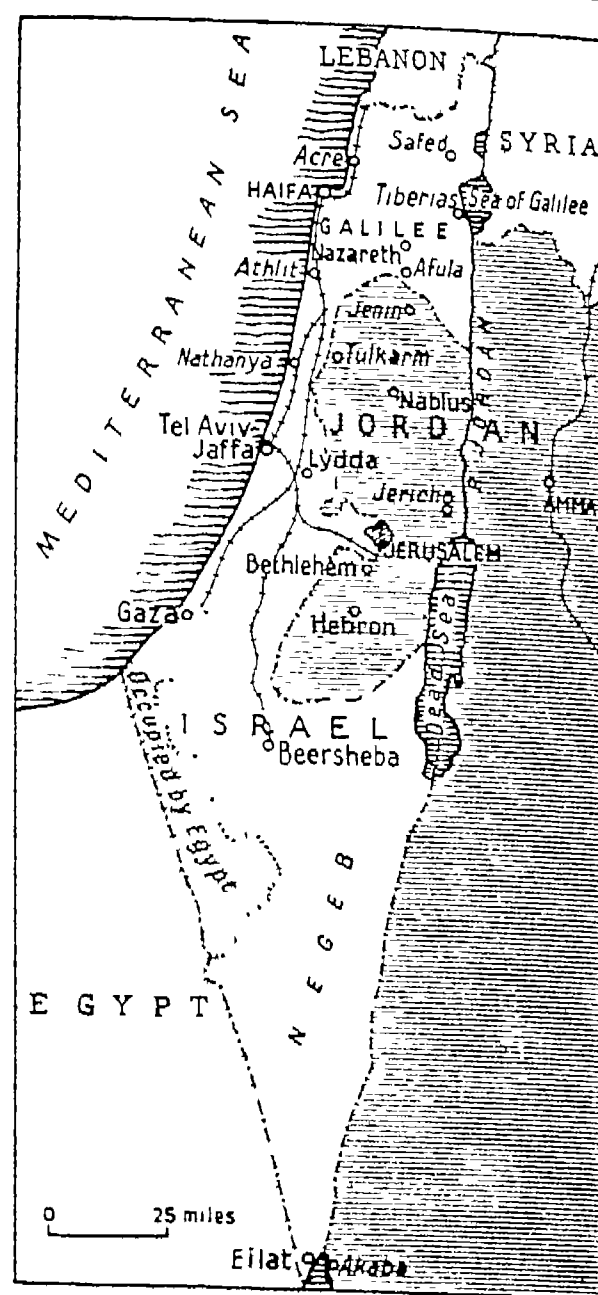 LEBANON
MEDITERRANEAN SEA
Safed
SYRIA
Acre
HAIFA
Tiberias
Sea of Galilee
GALILEE
Nazareth
Athlit
Afula
Jenin
R. JORDAN
Nathanya
Tulkarm
Nablus
JORDAN
Tel Aviv-
Jaffa
Lydda
Jericho
AMMA
JERUSALEM
Bethlehem
Gaza
Hebron
Dead Sea
Occupied by Egypt
ISRAEL
Beersheba
NEGEB
EGYPT
0 25 miles
Eilat
Akaba